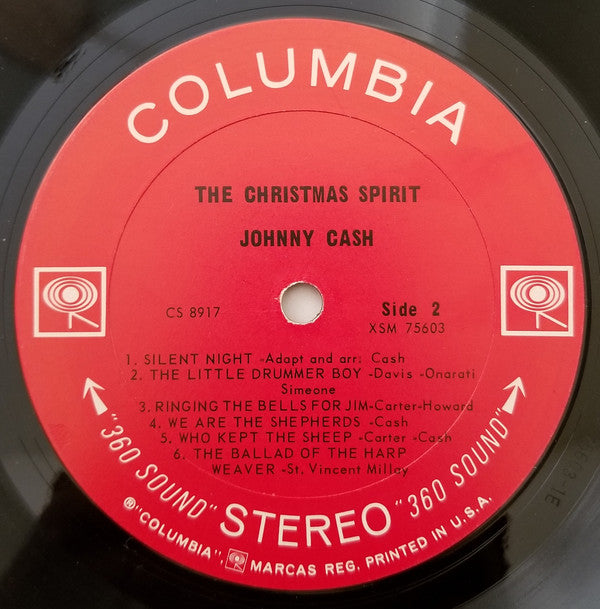 COLUMBIA
THE CHRISTMAS SPIRIT
JOHNNY CASH
CS 8917
Side 2
XSM 75603
1. SILENT NIGHT -Adapt and arr: Cash
2. THE LITTLE DRUMMER BOY -Davis -Onarati
Simeone
3. RINGING THE BELLS FOR JIM-Carter-Howard
4. WE ARE THE SHEPHERDS -Cash
5. WHO KEPT THE SHEEP -Carter -Cash
6. THE BALLAD OF THE HARP
WEAVER -St. Vincent Millay
"360 SOUND" STEREO "360 SOUND"
® "COLUMBIA", MARCAS REG. PRINTED IN U.S.A.